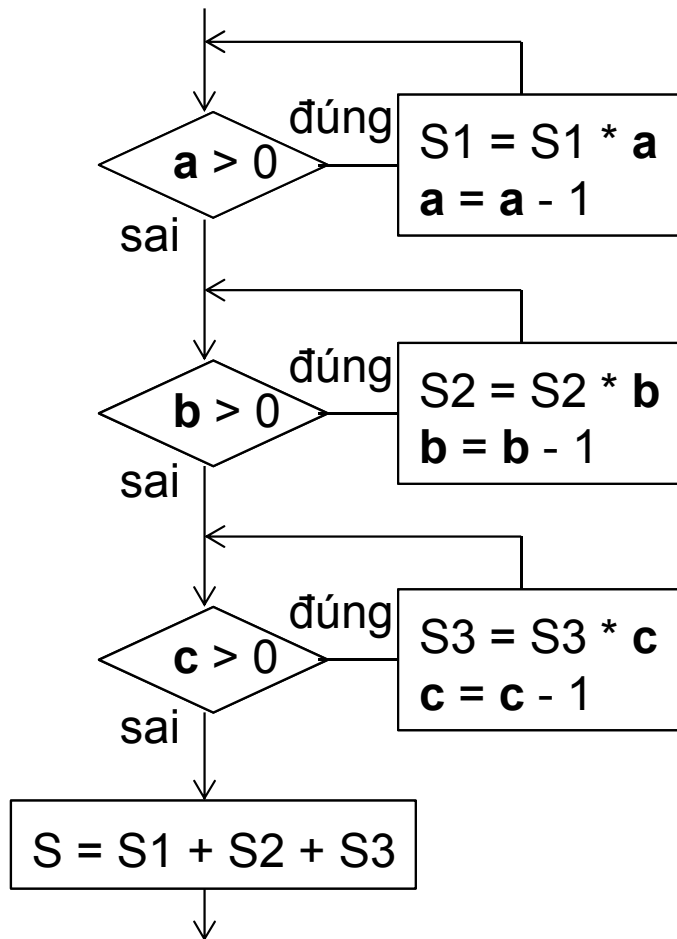 đúng
a > 0
S1 = S1 * a
a = a - 1
sai
đúng
b > 0
S2 = S2 * b
b = b - 1
sai
đúng
c > 0
S3 = S3 * c
c = c - 1
sai
S = S1 + S2 + S3